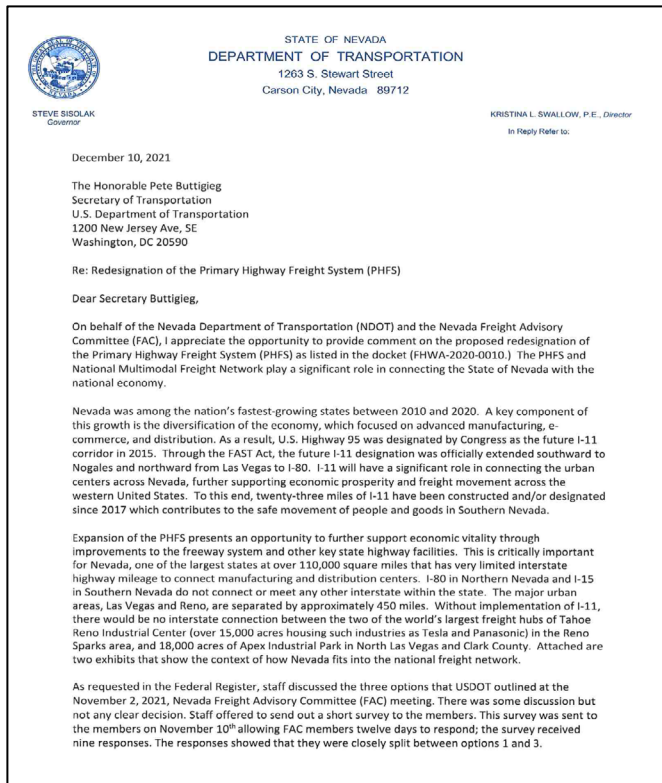 STATE OF NEVADA
DEPARTMENT OF TRANSPORTATION
1263 S. Stewart Street
Carson City, Nevada 89712
STEVE SISOLAK
Governor
KRISTINA L. SWALLOW, P.E., Director
In Reply Refer to:
December 10, 2021
The Honorable Pete Buttigieg
Secretary of Transportation
U.S. Department of Transportation
1200 New Jersey Ave, SE
Washington, DC 20590
Re: Redesignation of the Primary Highway Freight System (PHFS)
Dear Secretary Buttigieg,
On behalf of the Nevada Department of Transportation (NDOT) and the Nevada Freight Advisory
Committee (FAC), I appreciate the opportunity to provide comment on the proposed redesignation of
the Primary Highway Freight System (PHFS) as listed in the docket (FHWA-2020-0010.) The PHFS and
National Multimodal Freight Network play a significant role in connecting the State of Nevada with the
national economy.
Nevada was among the nation's fastest-growing states between 2010 and 2020. A key component of
this growth is the diversification of the economy, which focused on advanced manufacturing, e-
commerce, and distribution. As a result, U.S. Highway 95 was designated by Congress as the future I-11
corridor in 2015. Through the FAST Act, the future I-11 designation was officially extended southward to
Nogales and northward from Las Vegas to I-80. I-11 will have a significant role in connecting the urban
centers across Nevada, further supporting economic prosperity and freight movement across the
western United States. To this end, twenty-three miles of I-11 have been constructed and/or designated
since 2017 which contributes to the safe movement of people and goods in Southern Nevada.
Expansion of the PHFS presents an opportunity to further support economic vitality through
improvements to the freeway system and other key state highway facilities. This is critically important
for Nevada, one of the largest states at over 110,000 square miles that has very limited interstate
highway mileage to connect manufacturing and distribution centers. I-80 in Northern Nevada and I-15
in Southern Nevada do not connect or meet any other interstate within the state. The major urban
areas, Las Vegas and Reno, are separated by approximately 450 miles. Without implementation of I-11,
there would be no interstate connection between the two of the world's largest freight hubs of Tahoe
Reno Industrial Center (over 15,000 acres housing such industries as Tesla and Panasonic) in the Reno
Sparks area, and 18,000 acres of Apex Industrial Park in North Las Vegas and Clark County. Attached are
two exhibits that show the context of how Nevada fits into the national freight network.
As requested in the Federal Register, staff discussed the three options that USDOT outlined at the
November 2, 2021, Nevada Freight Advisory Committee (FAC) meeting. There was some discussion but
not any clear decision. Staff offered to send out a short survey to the members. This survey was sent to
the members on November 10th allowing FAC members twelve days to respond; the survey received
nine responses. The responses showed that they were closely split between options 1 and 3.